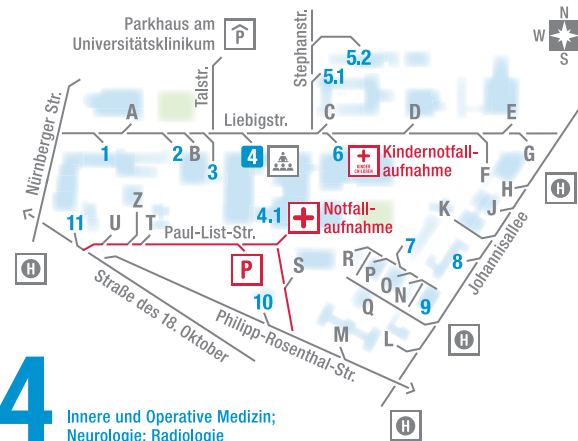 Parkhaus am
Universitätsklinikum
P
Stephanstr.
5.2
5.1
N
W
S
Talstr.
A
Liebigstr.
C
D
E
1
2
B
3
4
6
KINDER
CHILDREN
Kindernotfall-
aufnahme
F
G
Nürnberger Str.
H
J
H
K
Johannisallee
Z
11
U
T
Paul-List-Str.
4.1
Notfall-
aufnahme
P
S
R
P
O
N
7
8
9
Q
H
10
Straße des 18. Oktober
Philipp-Rosenthal-Str.
M
L
H
H
4
Innere und Operative Medizin;
Neurologie; Radiologie